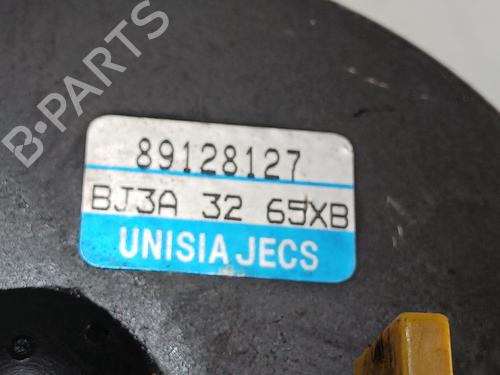 B-PARTS
89128127
BJ3A 32 65XB
UNISIA JECS